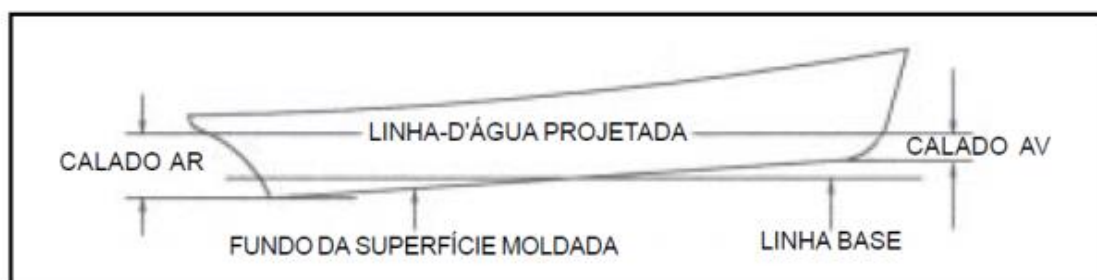 LINHA-D'ÁGUA PROJETADA
CALADO AR
CALADO AV
FUNDO DA SUPERFÍCIE MOLDADA
LINHA BASE